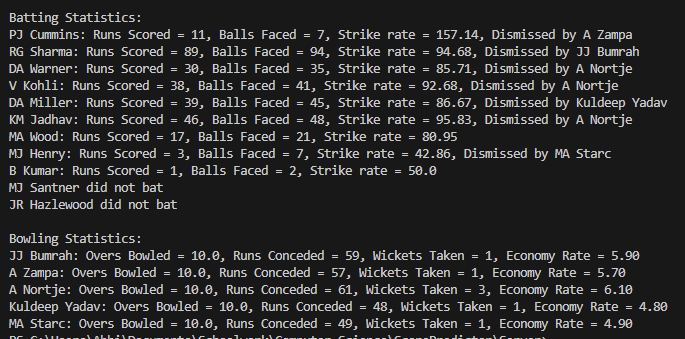 Batting Statistics:
PJ Cummins: Runs Scored = 11, Balls Faced = 7, Strike rate = 157.14, Dismissed by A Zampa
RG Sharma: Runs Scored = 89, Balls Faced = 94, Strike rate = 94.68, Dismissed by JJ Bumrah
DA Warner: Runs Scored = 30, Balls Faced = 35, Strike rate = 85.71, Dismissed by A Nortje
V Kohli: Runs Scored = 38, Balls Faced = 41, Strike rate = 92.68, Dismissed by A Nortje
DA Miller: Runs Scored = 39, Balls Faced = 45, Strike rate = 86.67, Dismissed by Kuldeep Yadav
KM Jadhav: Runs Scored = 46, Balls Faced = 48, Strike rate = 95.83, Dismissed by A Nortje
MA Wood: Runs Scored = 17, Balls Faced = 21, Strike rate = 80.95
MJ Henry: Runs Scored = 3, Balls Faced = 7, Strike rate = 42.86, Dismissed by MA Starc
B Kumar: Runs Scored = 1, Balls Faced = 2, Strike rate = 50.0
MJ Santner did not bat
JR Hazlewood did not bat
Bowling Statistics:
JJ Bumrah: Overs Bowled = 10.0, Runs Conceded = 59, Wickets Taken = 1, Economy Rate = 5.90
A Zampa: Overs Bowled = 10.0, Runs Conceded = 57, Wickets Taken = 1, Economy Rate = 5.70
A Nortje: Overs Bowled = 10.0, Runs Conceded = 61, Wickets Taken = 3, Economy Rate = 6.10
Kuldeep Yadav: Overs Bowled = 10.0, Runs Conceded = 48, Wickets Taken = 1, Economy Rate = 4.80
MA Starc: Overs Bowled = 10.0, Runs Conceded = 49, Wickets Taken = 1, Economy Rate = 4.90